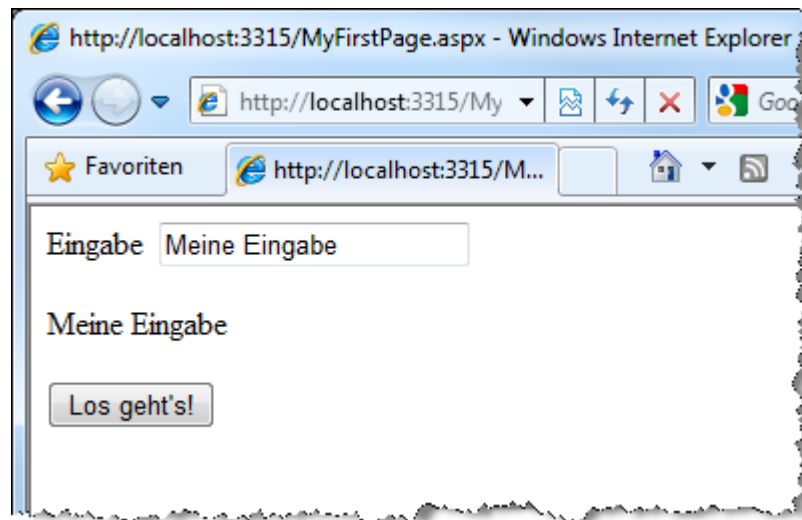 http://localhost:3315/MyFirstPage.aspx - Windows Internet Explorer
http://localhost:3315/My
Goo
Favoriten
http://localhost:3315/M...
Eingabe Meine Eingabe
Meine Eingabe
Los geht's!